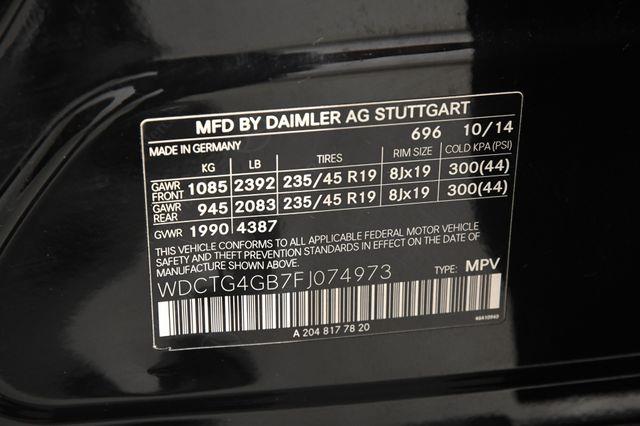 MFD BY DAIMLER AG STUTTGART
MADE IN GERMANY 696 10/14
KG LB TIRES RIM SIZE COLD KPA (PSI)
GAWR FRONT 1085 2392 235/45 R19 8Jx19 300(44)
GAWR REAR 945 2083 235/45 R19 8Jx19 300(44)
GVWR 1990 4387
THIS VEHICLE CONFORMS TO ALL APPLICABLE FEDERAL MOTOR VEHICLE
SAFETY STANDARDS IN EFFECT ON THE DATE OF MANUFACTURE SHOWN ABOVE.
WDCTG4GB7FJ074973 TYPE: MPV
A 204 817 78 20